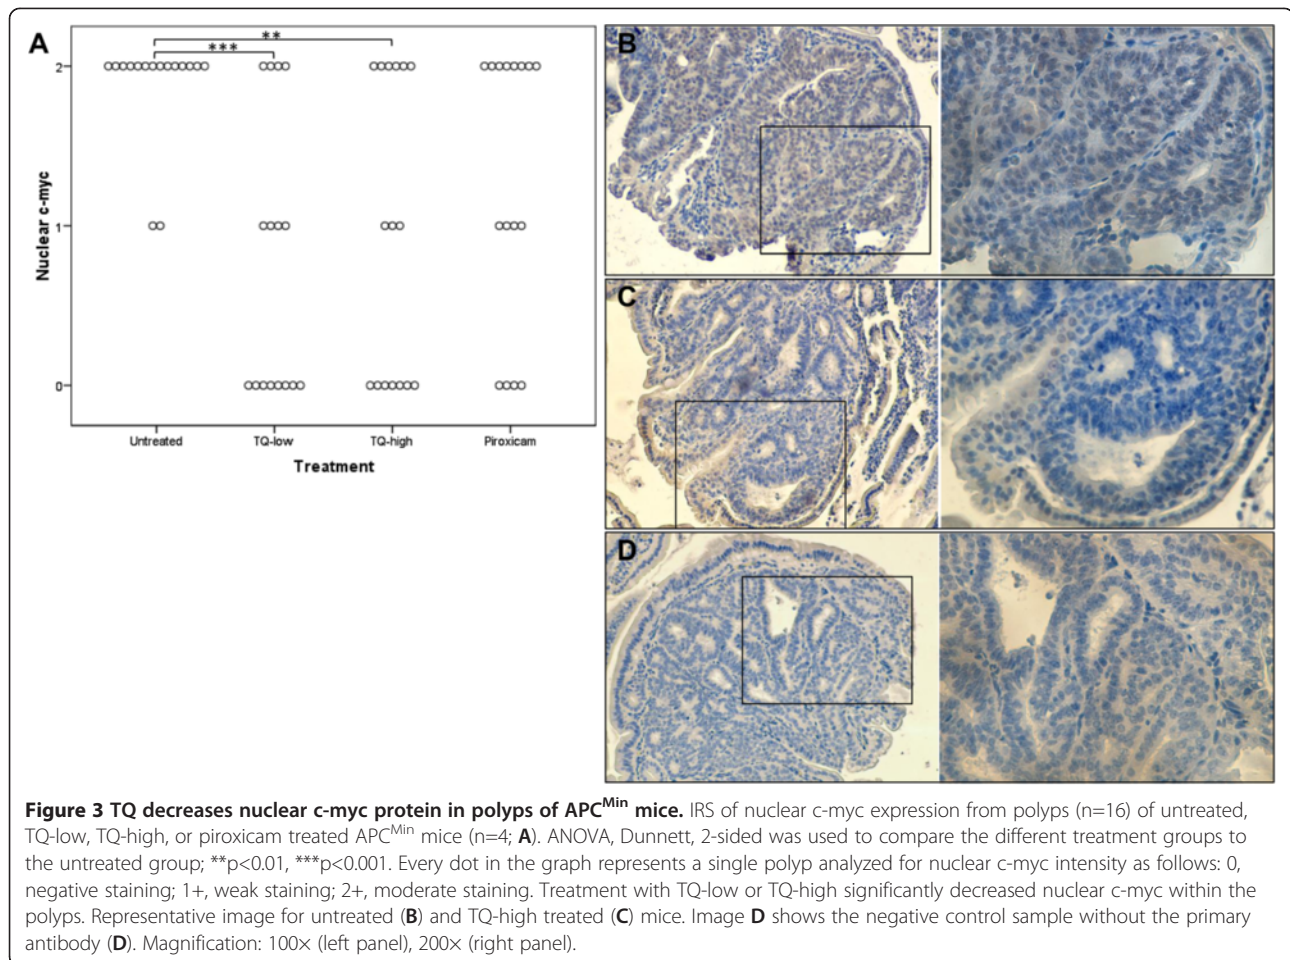 A
**
***
2
1
0
Nuclear c-myc
Untreated
TQ-low
TQ-high
Piroxicam
Treatment
B
C
D
Figure 3 TQ decreases nuclear c-myc protein in polyps of APCMin mice. IRS of nuclear c-myc expression from polyps (n=16) of untreated,
TQ-low, TQ-high, or piroxicam treated APCMin mice (n=4; A). ANOVA, Dunnett, 2-sided was used to compare the different treatment groups to
the untreated group; **p<0.01, ***p<0.001. Every dot in the graph represents a single polyp analyzed for nuclear c-myc intensity as follows: 0,
negative staining; 1+, weak staining; 2+, moderate staining. Treatment with TQ-low or TQ-high significantly decreased nuclear c-myc within the
polyps. Representative image for untreated (B) and TQ-high treated (C) mice. Image D shows the negative control sample without the primary
antibody (D). Magnification: 100× (left panel), 200× (right panel).